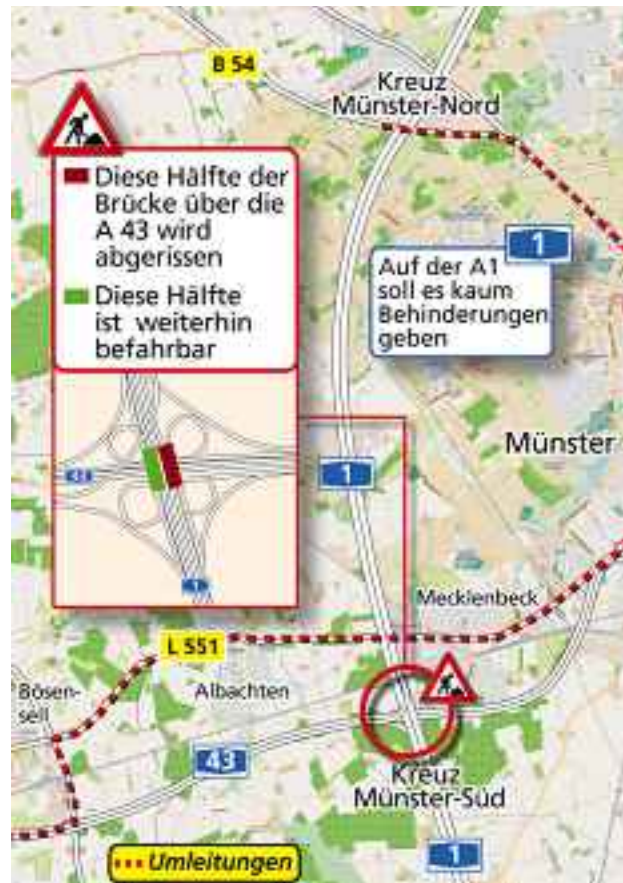 B 54
Kreuz
Münster-Nord
Diese Hälfte der
Brücke über die
A 43 wird
abgerissen
Diese Hälfte
ist weiterhin
befahrbar
1
Auf der A1
soll es kaum
Behinderungen
geben
43
1
1
Münster
Mecklenbeck
L 551
Bösen-
sell
Albachten
43
Kreuz
Münster-Süd
1
Umleitungen